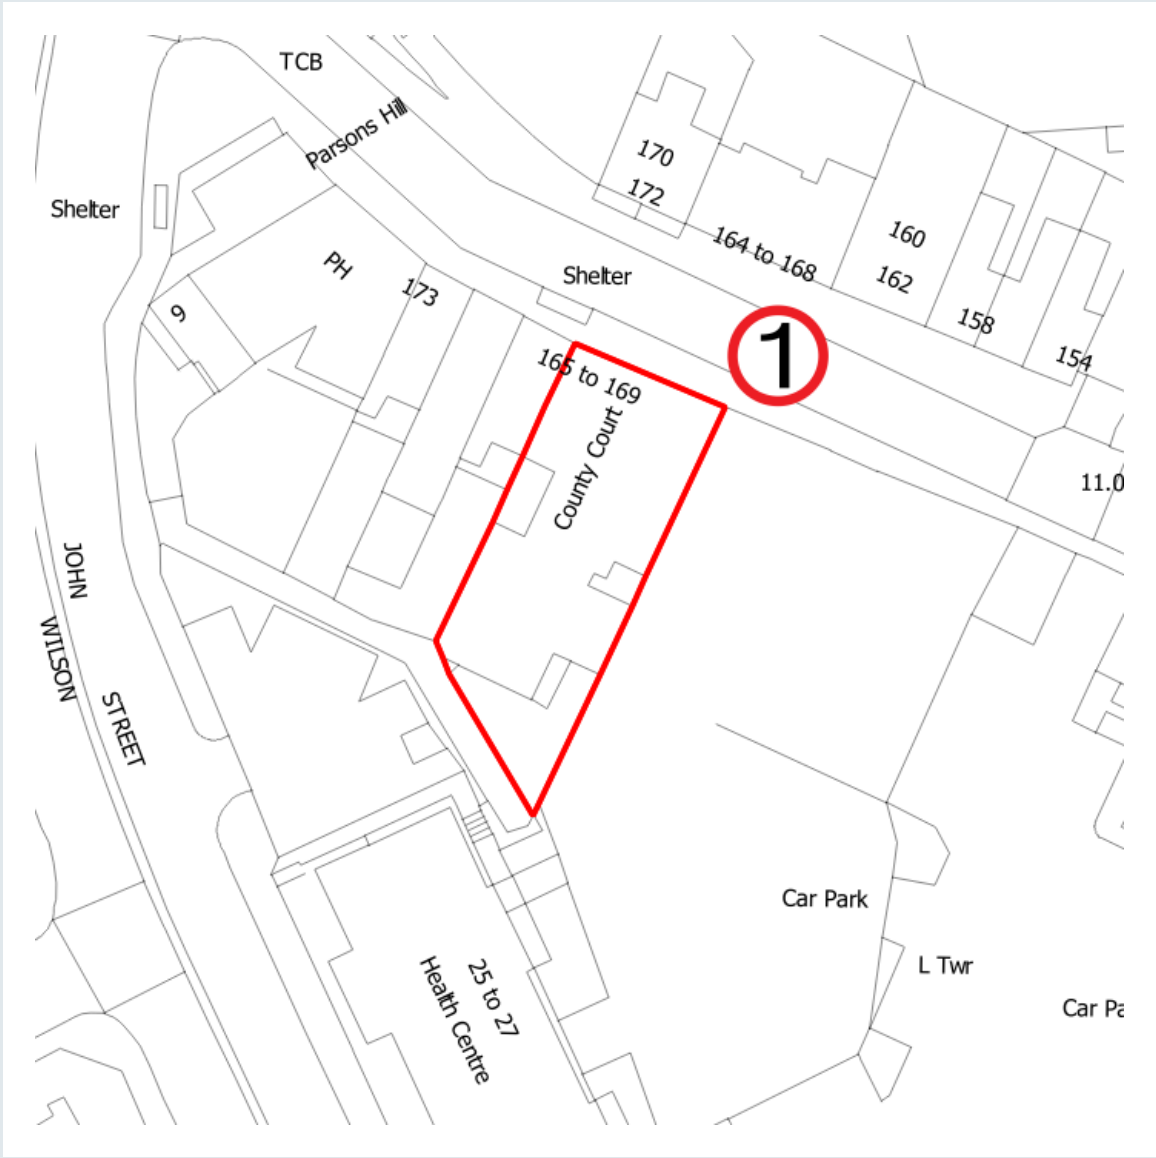 TCB
Parsons Hill
170
172
Shelter
164 to 168
160
162
PH
Shelter
173
9
158
1
154
165 to 169
County Court
11.0
JOHN
WILSON
STREET
Car Park
L Twr
25 to 27
Health Centre
Car Pa